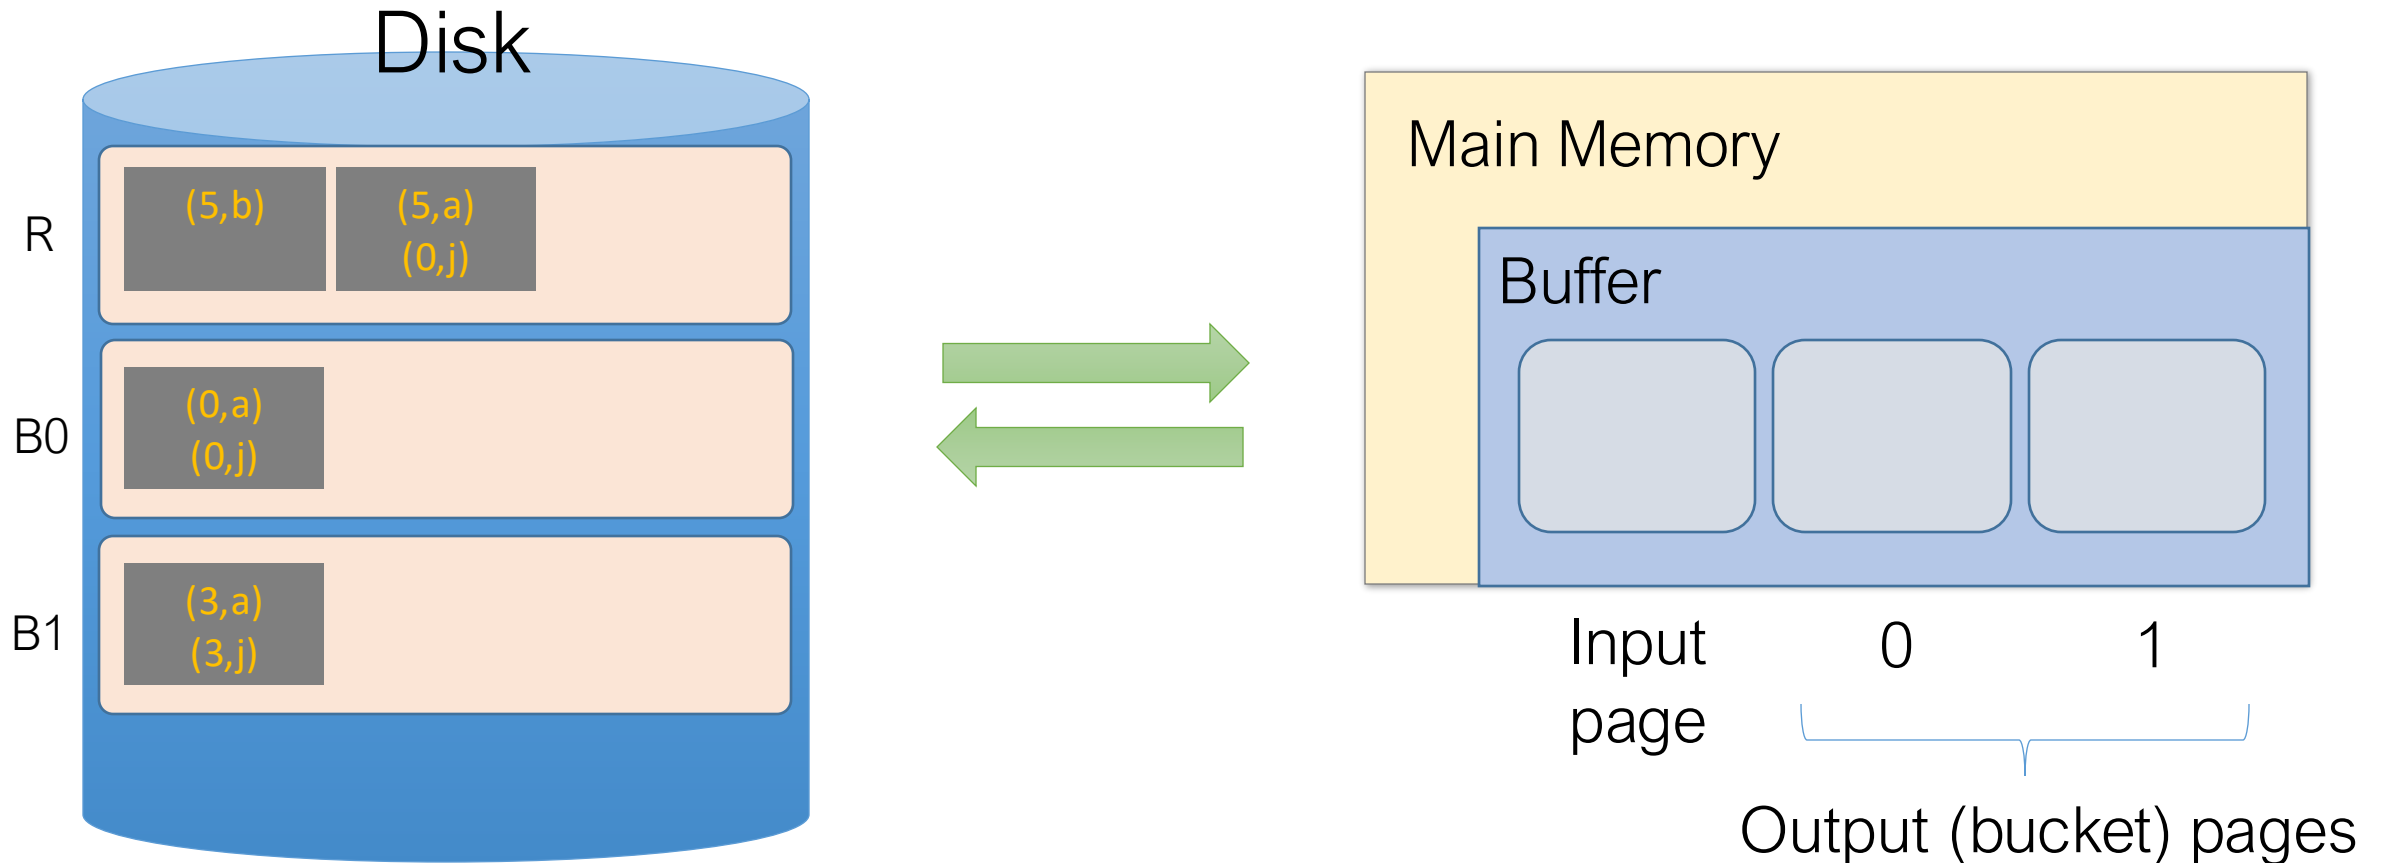 Disk
R
(5,b)
(5,a)
(0,j)
B0
(0,a)
(0,j)
B1
(3,a)
(3,j)
Main Memory
Buffer
Input
page
0
1
Output (bucket) pages